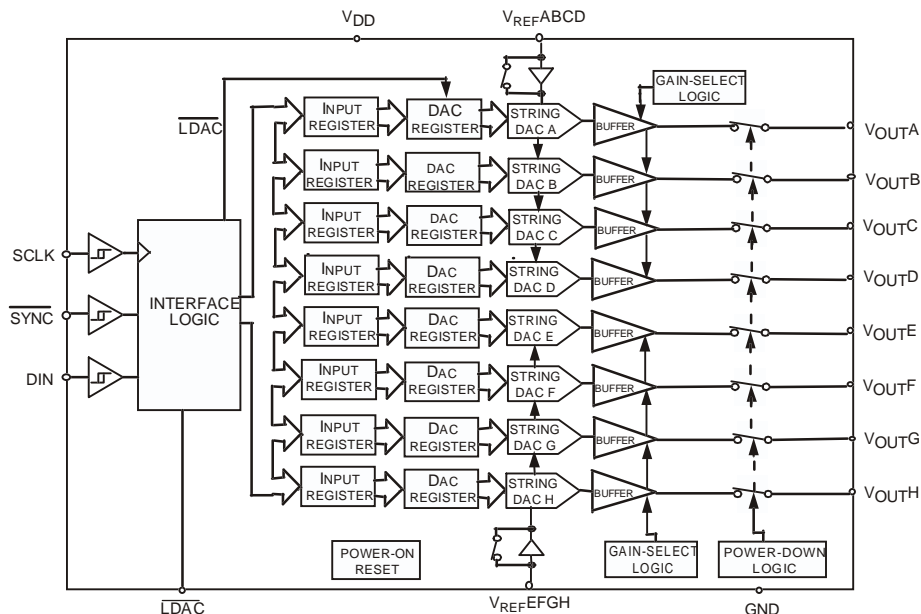 VDD
VREFABCD
GAIN-SELECT
LOGIC
LDAC
INPUT
REGISTER
DAC
REGISTER
STRING
DAC A
BUFFER
VOUTA
INPUT
REGISTER
DAC
REGISTER
STRING
DAC B
BUFFER
VOUTB
INPUT
REGISTER
DAC
REGISTER
STRING
DAC C
BUFFER
VOUTC
SCLK
INPUT
REGISTER
DAC
REGISTER
STRING
DAC D
BUFFER
VOUTD
INTERFACE
LOGIC
SYNC
INPUT
REGISTER
DAC
REGISTER
STRING
DAC E
BUFFER
VOUTE
DIN
INPUT
REGISTER
DAC
REGISTER
STRING
DAC F
BUFFER
VOUTF
INPUT
REGISTER
DAC
REGISTER
STRING
DAC G
BUFFER
VOUTG
INPUT
REGISTER
DAC
REGISTER
STRING
DAC H
BUFFER
VOUTH
POWER-ON
RESET
GAIN-SELECT
LOGIC
POWER-DOWN
LOGIC
LDAC
VREFEFGH
GND